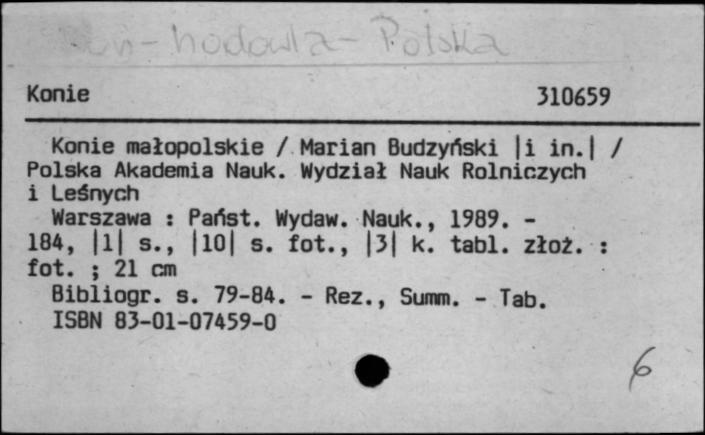 Koń - hodowla - Polska
Konie 310659
Konie małopolskie / Marian Budzyński |i in.| /
Polska Akademia Nauk. Wydział Nauk Rolniczych
i Leśnych
Warszawa : Państ. Wydaw. Nauk., 1989. -
184, |1| s., |10| s. fot., |3| k. tabl. złoż. :
fot. ; 21 cm
Bibliogr. s. 79-84. - Rez., Summ. - Tab.
ISBN 83-01-07459-0
6